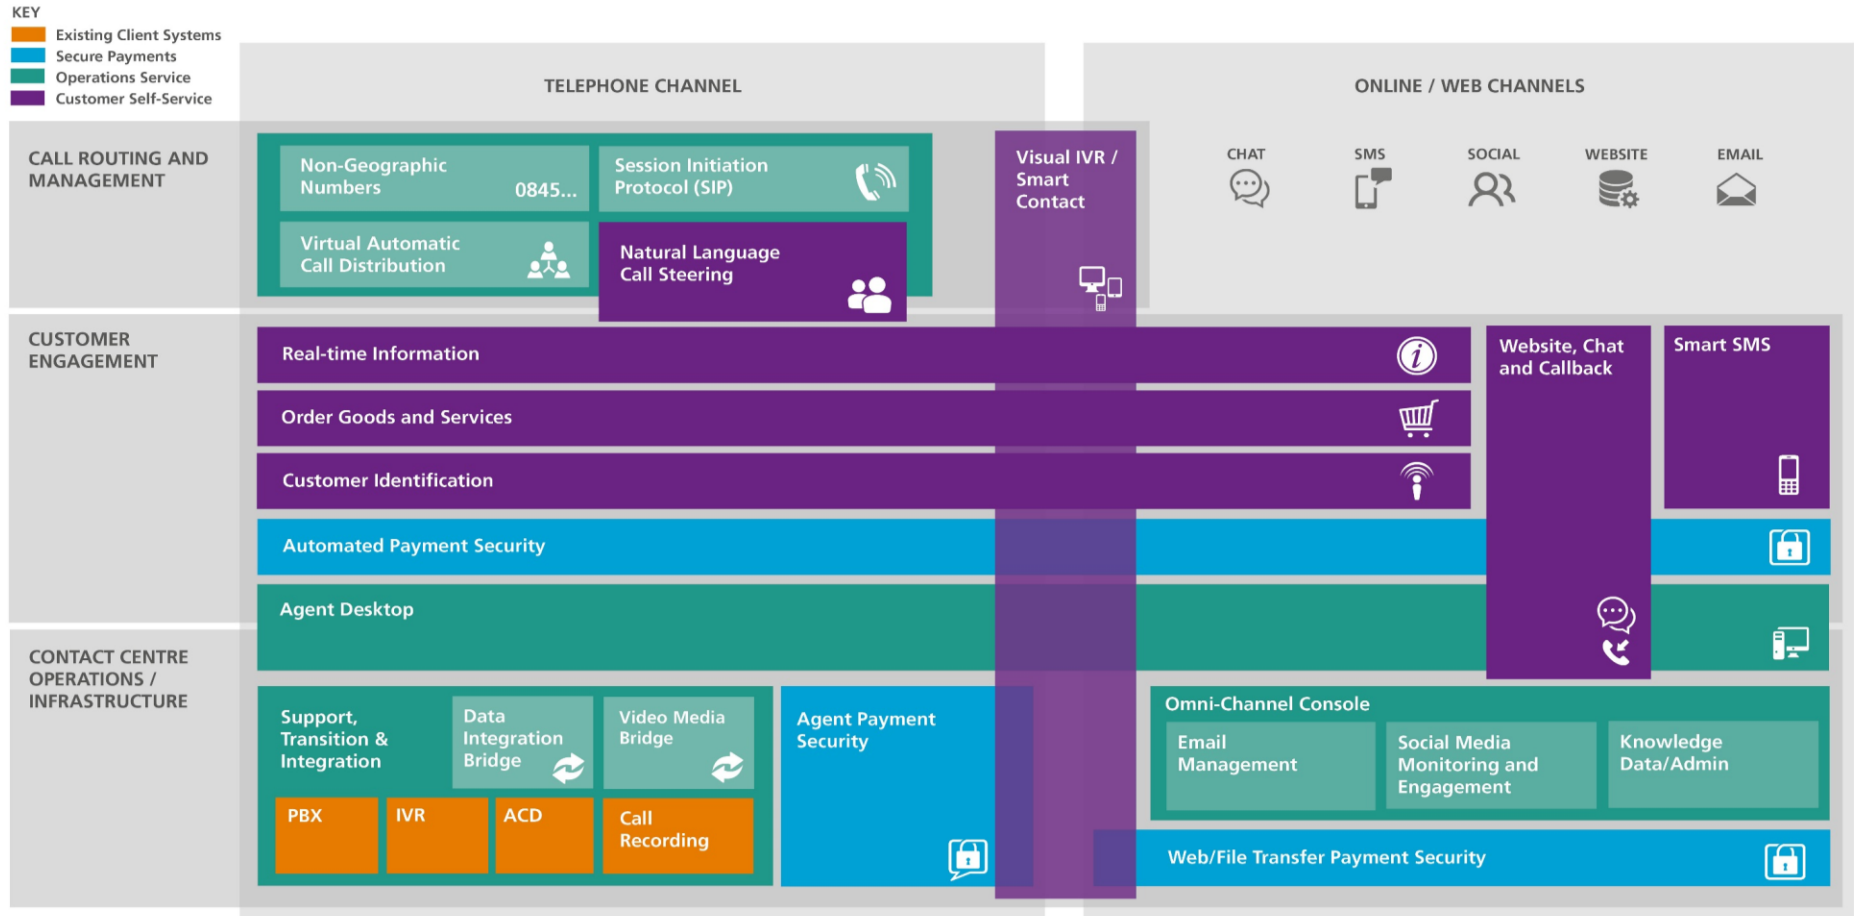 KEY
Existing Client Systems
Secure Payments
Operations Service
Customer Self-Service
TELEPHONE CHANNEL
ONLINE / WEB CHANNELS
CALL ROUTING AND
MANAGEMENT
Non-Geographic
Numbers
0845...
Session Initiation
Protocol (SIP)
Virtual Automatic
Call Distribution
Natural Language
Call Steering
Visual IVR /
Smart
Contact
CHAT
SMS
SOCIAL
WEBSITE
EMAIL
CUSTOMER
ENGAGEMENT
Real-time Information
i
Order Goods and Services
Customer Identification
Website, Chat
and Callback
Smart SMS
Automated Payment Security
Agent Desktop
CONTACT CENTRE
OPERATIONS /
INFRASTRUCTURE
Support,
Transition &
Integration
Data
Integration
Bridge
Video Media
Bridge
PBX
IVR
ACD
Call
Recording
Agent Payment
Security
Omni-Channel Console
Email
Management
Social Media
Monitoring and
Engagement
Knowledge
Data/Admin
Web/File Transfer Payment Security